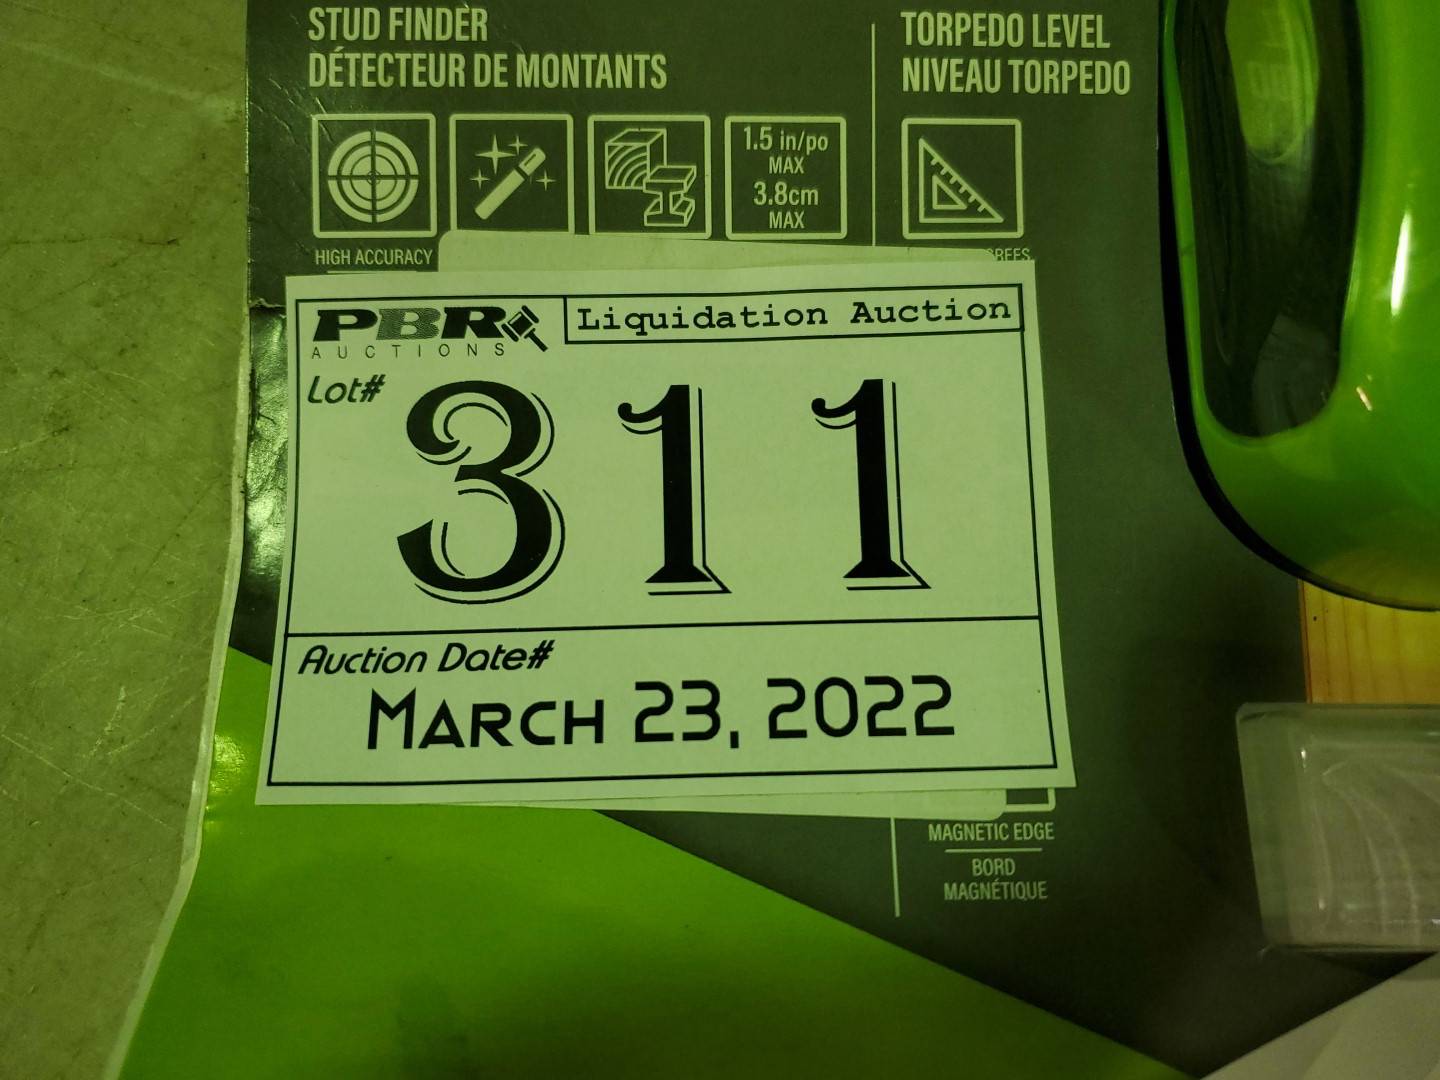 STUD FINDER
DÉTECTEUR DE MONTANTS
TORPEDO LEVEL
NIVEAU TORPEDO
1.5 in/po
MAX
3.8cm
MAX
HIGH ACCURACY
PBR
AUCTIONS
Liquidation Auction
Lot#
311
Auction Date#
MARCH 23, 2022
MAGNETIC EDGE
BORD
MAGNÉTIQUE